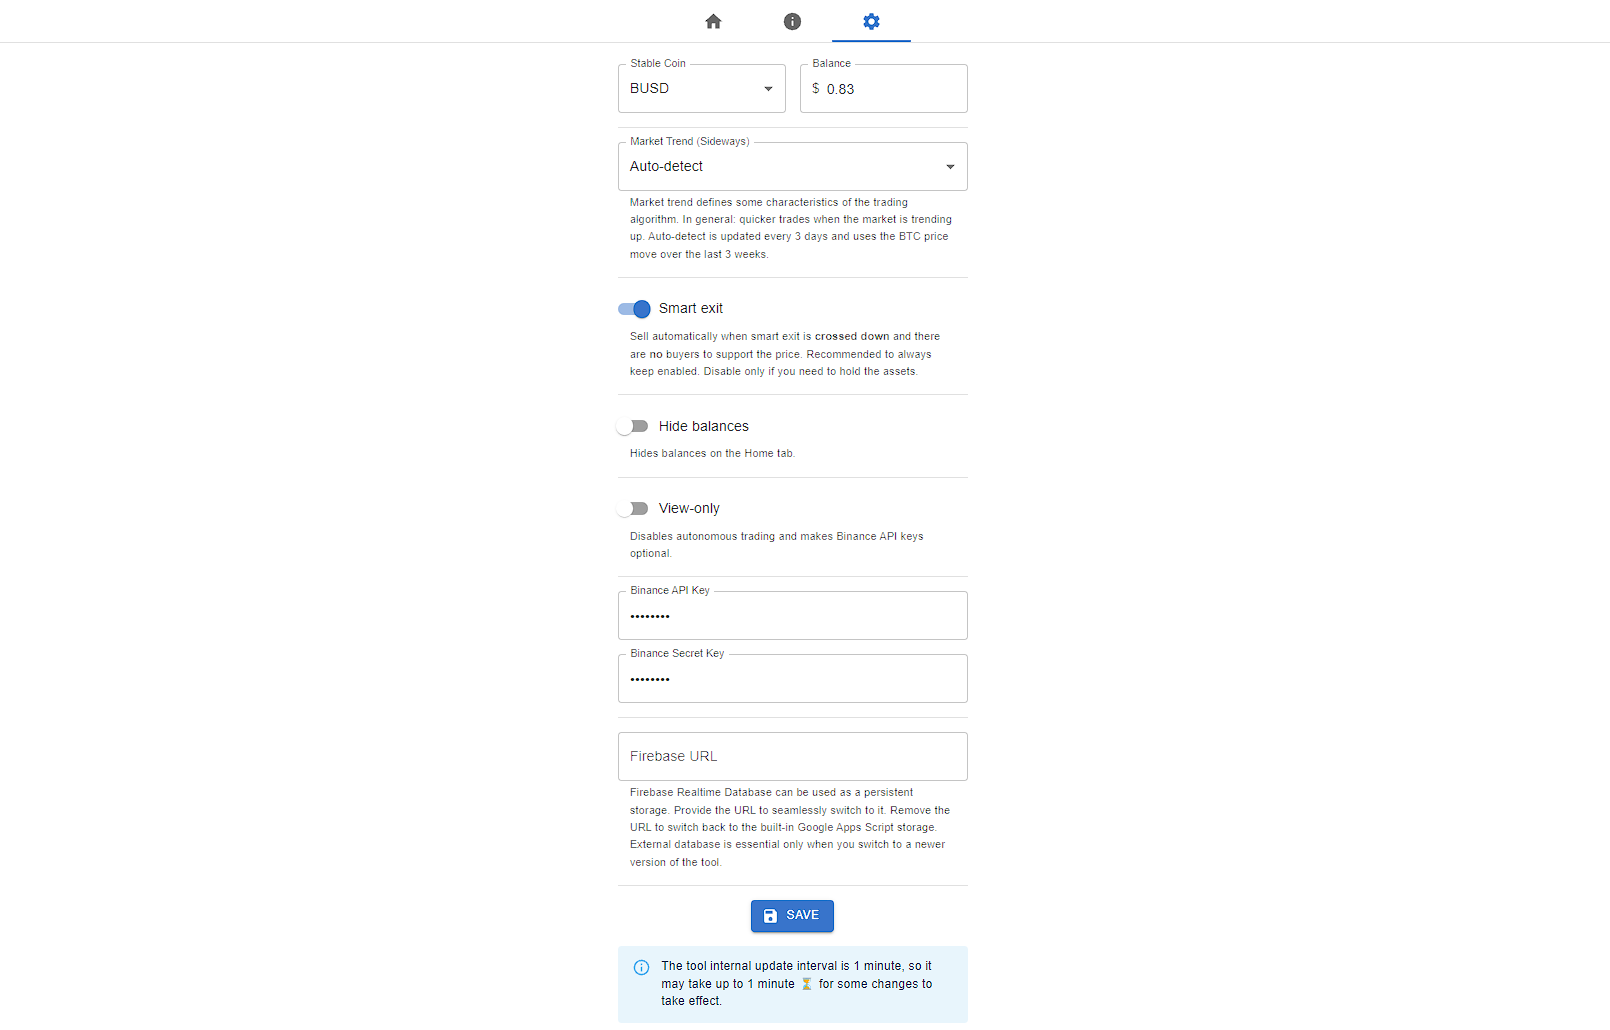 Stable Coin
BUSD
Balance
$ 0.83
Market Trend (Sideways)
Auto-detect
Market trend defines some characteristics of the trading
algorithm. In general: quicker trades when the market is trending
up. Auto-detect is updated every 3 days and uses the BTC price
move over the last 3 weeks.
Smart exit
Sell automatically when smart exit is crossed down and there
are no buyers to support the price. Recommended to always
keep enabled. Disable only if you need to hold the assets.
Hide balances
Hides balances on the Home tab.
View-only
Disables autonomous trading and makes Binance API keys
optional.
Binance API Key
••••••••
Binance Secret Key
••••••••
Firebase URL
Firebase Realtime Database can be used as a persistent
storage. Provide the URL to seamlessly switch to it. Remove the
URL to switch back to the built-in Google Apps Script storage.
External database is essential only when you switch to a newer
version of the tool.
SAVE
The tool internal update interval is 1 minute, so it
may take up to 1 minute ⏳ for some changes to
take effect.